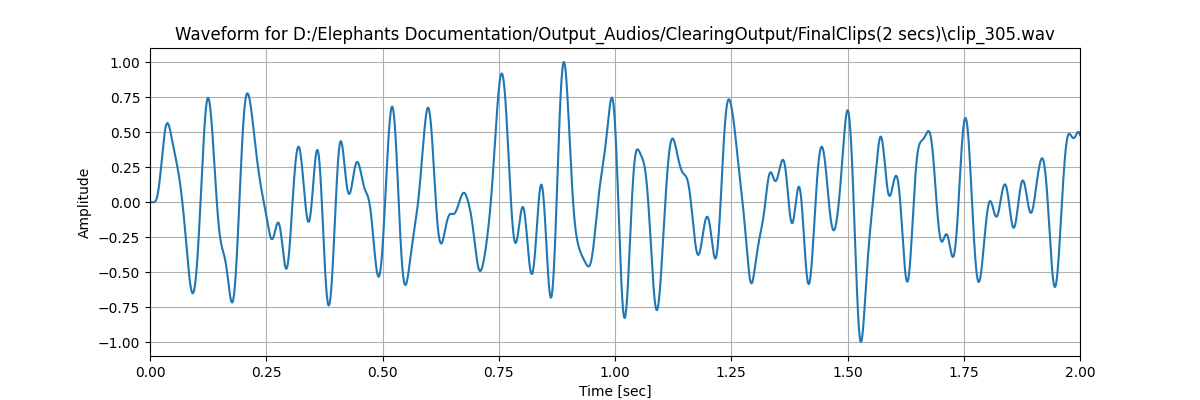 Waveform for D:/Elephants Documentation/Output_Audios/ClearingOutput/FinalClips(2 secs)\clip_305.wav
1.00
0.75
0.50
0.25
0.00
−0.25
−0.50
−0.75
−1.00
Amplitude
0.00 0.25 0.50 0.75 1.00 1.25 1.50 1.75 2.00
Time [sec]